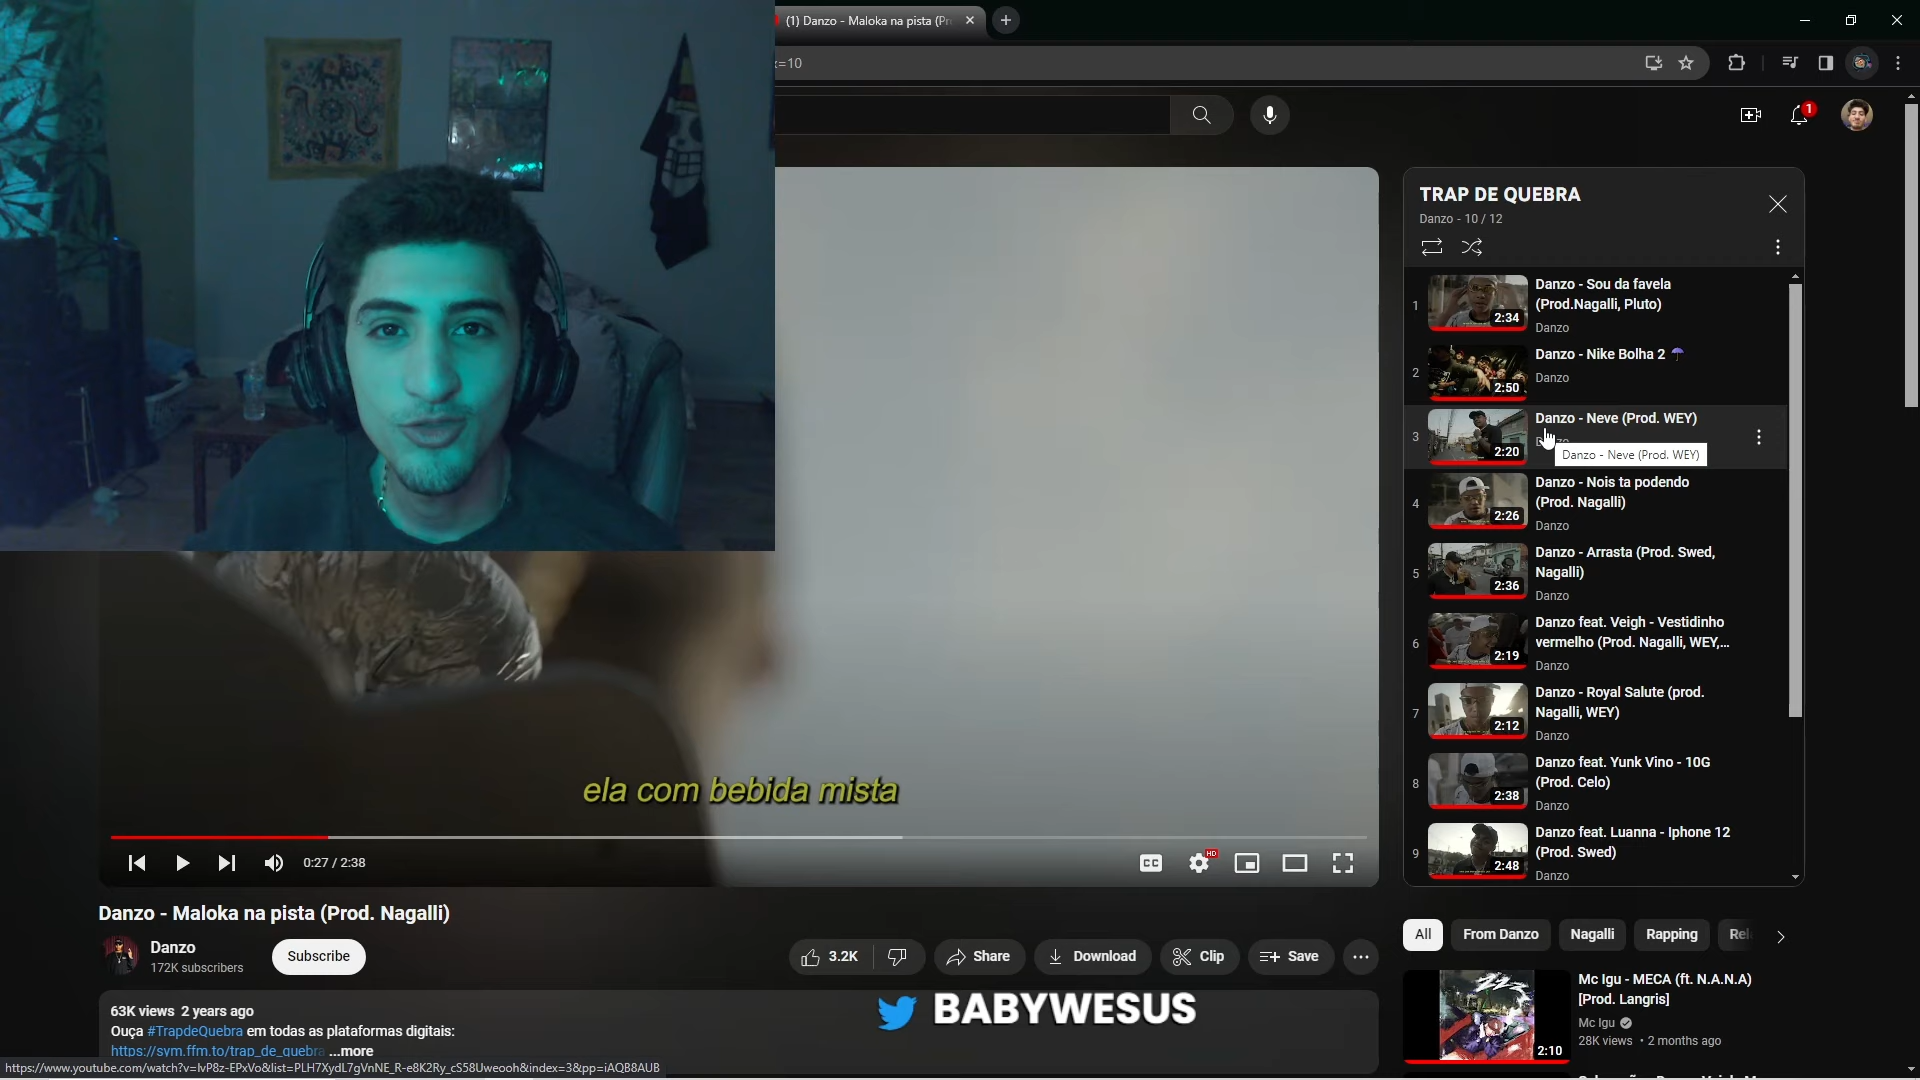 (1) Danzo - Maloka na pista (Pr
=10
1
TRAP DE QUEBRA
Danzo - 10 / 12
1
2:34
Danzo - Sou da favela
(Prod.Nagalli, Pluto)
Danzo
2
2:50
Danzo - Nike Bolha 2 ☂
Danzo
3
2:20
Danzo - Neve (Prod. WEY)
Danzo - Neve (Prod. WEY)
4
2:26
Danzo - Nois ta podendo
(Prod. Nagalli)
Danzo
5
2:36
Danzo - Arrasta (Prod. Swed,
Nagalli)
Danzo
6
2:19
Danzo feat. Veigh - Vestidinho
vermelho (Prod. Nagalli, WEY,...
Danzo
7
2:12
Danzo - Royal Salute (prod.
Nagalli, WEY)
Danzo
8
2:38
Danzo feat. Yunk Vino - 10G
(Prod. Celo)
Danzo
9
2:48
Danzo feat. Luanna - Iphone 12
(Prod. Swed)
Danzo
ela com bebida mista
0:27 / 2:38
CC
HD
Danzo - Maloka na pista (Prod. Nagalli)
Danzo
172K subscribers
Subscribe
3.2K
Share
Download
Clip
Save
All
From Danzo
Nagalli
Rapping
Rel
63K views 2 years ago
Ouça #TrapdeQuebra em todas as plataformas digitais:
https://sym.ffm.to/trap_de_quebra ...more
BABYWESUS
2:10
Mc Igu - MECA (ft. N.A.N.A)
[Prod. Langris]
Mc Igu
28K views • 2 months ago
https://www.youtube.com/watch?v=IvP8z-EPxVo&list=PLH7XydL7gVnNE_R-e8K2Ry_cS58Uweooh&index=3&pp=iAQB8AUB